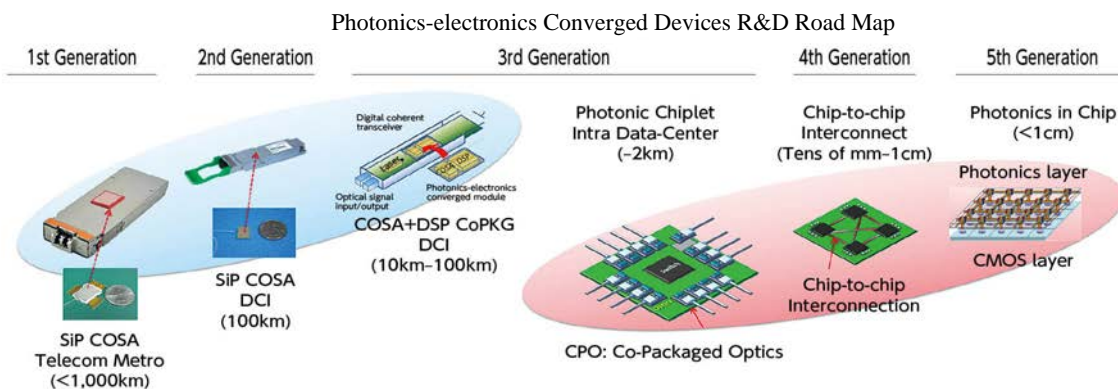 Photonics-electronics Converged Devices R&D Road Map
1st Generation
2nd Generation
3rd Generation
4th Generation
5th Generation
SiP COSA
Telecom Metro
(<1,000km)
SiP COSA
DCI
(100km)
Digital coherent
transceiver
Laser
COSA DSP
Optical signal
input/output
Photonics-electronics
converged module
COSA+DSP CoPKG
DCI
(10km–100km)
Photonic Chiplet
Intra Data-Center
(–2km)
CPO: Co-Packaged Optics
Chip-to-chip
Interconnect
(Tens of mm–1cm)
Chip-to-chip
Interconnection
Photonics in Chip
(<1cm)
Photonics layer
CMOS layer